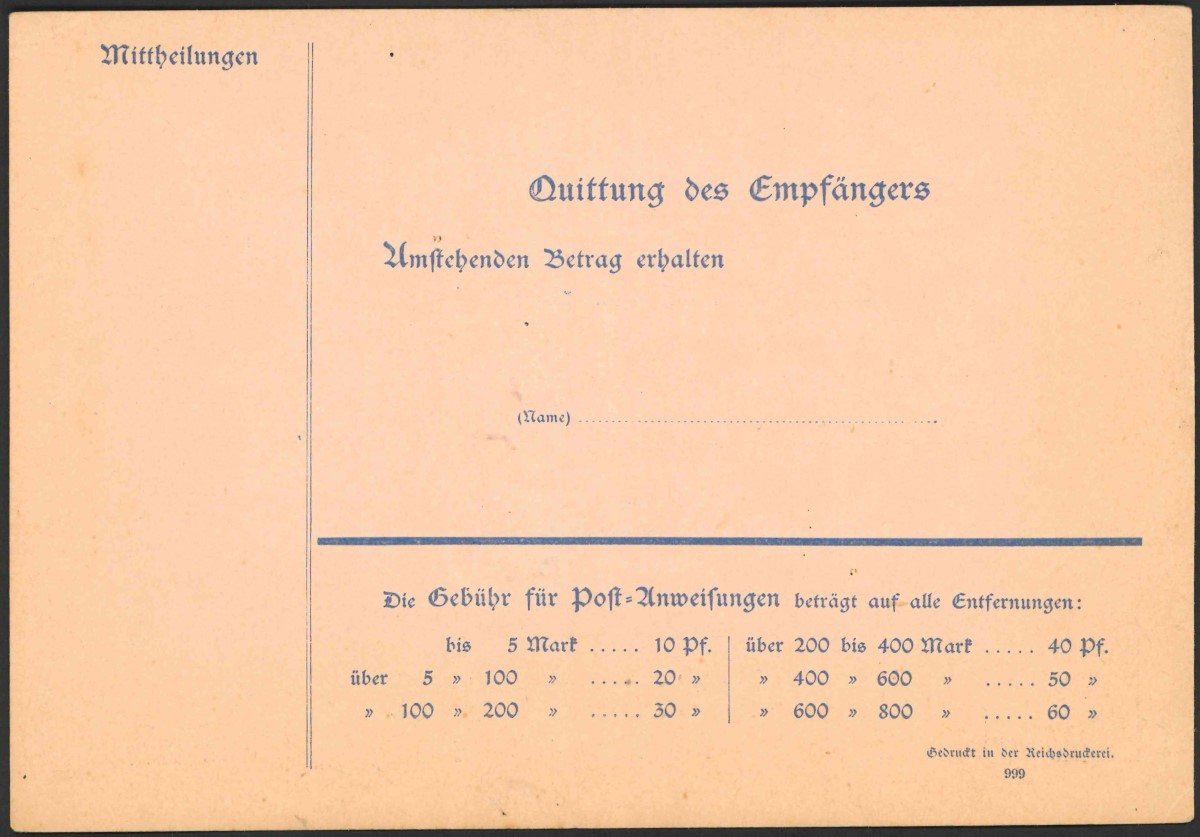 Mittheilungen
Quittung des Empfängers
Umstehenden Betrag erhalten
(Name) ........................................................
Die Gebühr für Post-Anweisungen beträgt auf alle Entfernungen:
bis 5 Mark ..... 10 Pf.
über 5 » 100 » ..... 20 »
» 100 » 200 » ..... 30 »
über 200 bis 400 Mark ..... 40 Pf.
» 400 » 600 » ..... 50 »
» 600 » 800 » ..... 60 »
Gedruckt in der Reichsdruckerei.
999